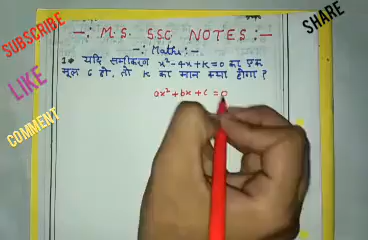 SUBSCRIBE
LIKE
COMMENT
SHARE
-: M.S. SSC NOTES :-
-: Maths :-
1* यदि समीकरण x²-4x+K=0 का एक
मूल 6 हो, तो K का मान क्या होगा ?
ax²+bx+c=0